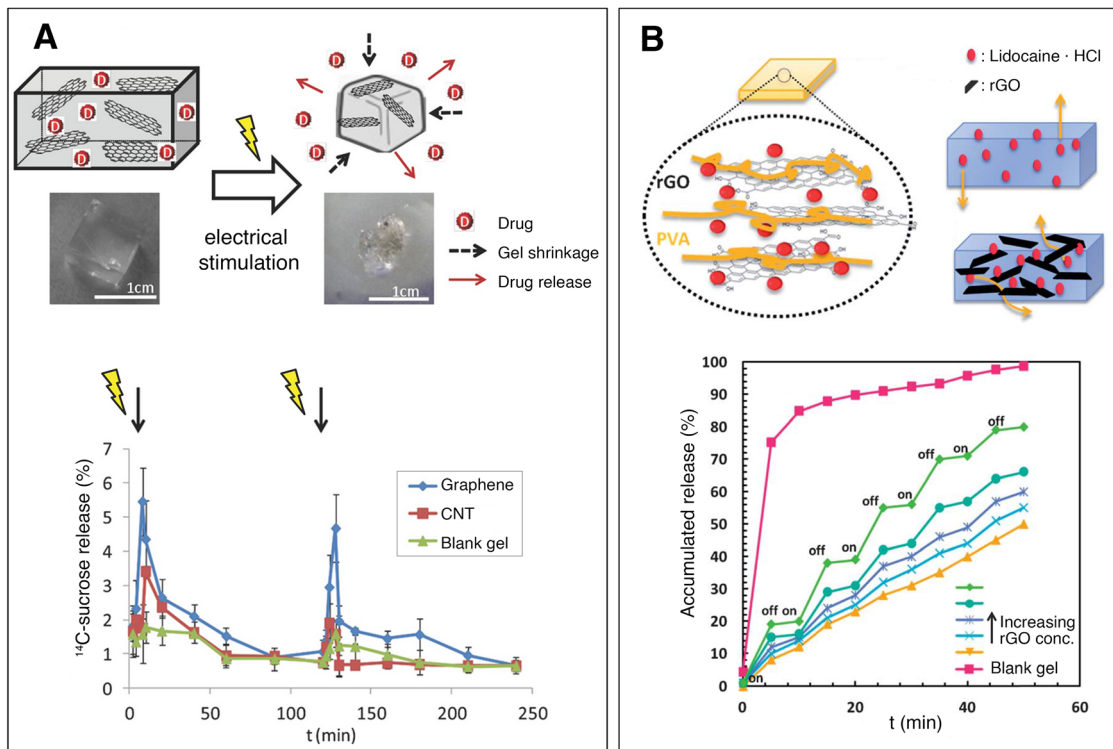 A
D D D D D D
D D D D D D D
electrical
stimulation
1cm
1cm
D Drug
Gel shrinkage
Drug release
¹⁴C-sucrose release (%)
7
6
5
4
3
2
1
0
0 50 100 150 200 250
t (min)
Graphene
CNT
Blank gel
B
: Lidocaine · HCl
: rGO
rGO
PVA
Accumulated release (%)
100
90
80
70
60
50
40
30
20
10
0
on
off on
off
on
off
on
off
on
off
Increasing
rGO conc.
Blank gel
0 20 40 60
t (min)